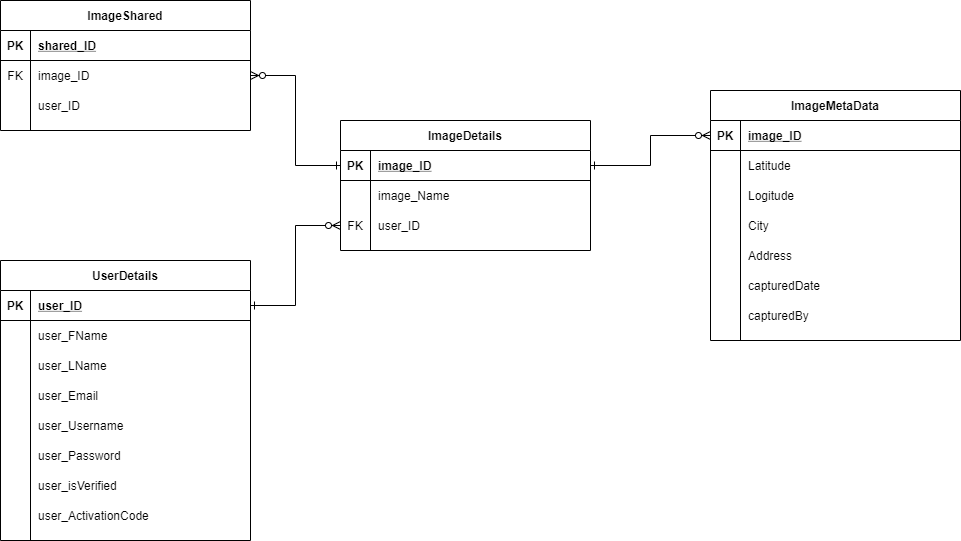 ImageShared
PK shared_ID
FK image_ID
user_ID
ImageDetails
PK image_ID
image_Name
FK user_ID
ImageMetaData
PK image_ID
Latitude
Logitude
City
Address
capturedDate
capturedBy
UserDetails
PK user_ID
user_FName
user_LName
user_Email
user_Username
user_Password
user_isVerified
user_ActivationCode